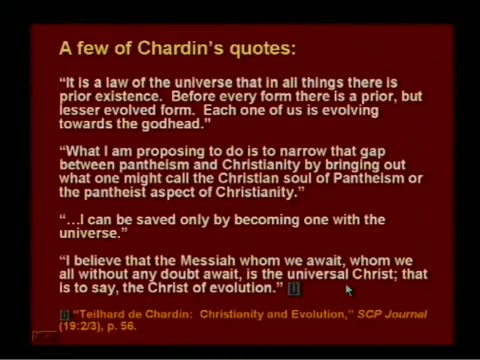 A few of Chardin's quotes:
“It is a law of the universe that in all things there is
prior existence.  Before every form there is a prior, but
lesser evolved form.  Each one of us is evolving
towards the godhead.”
“What I am proposing to do is to narrow that gap
between pantheism and Christianity by bringing out
what one might call the Christian soul of Pantheism or
the pantheist aspect of Christianity.”
“…I can be saved only by becoming one with the
universe.”
“I believe that the Messiah whom we await, whom we
all without any doubt await, is the universal Christ; that
is to say, the Christ of evolution.” [i]
[i] “Teilhard de Chardin:  Christianity and Evolution,” SCP Journal
(19:2/3), p. 56.